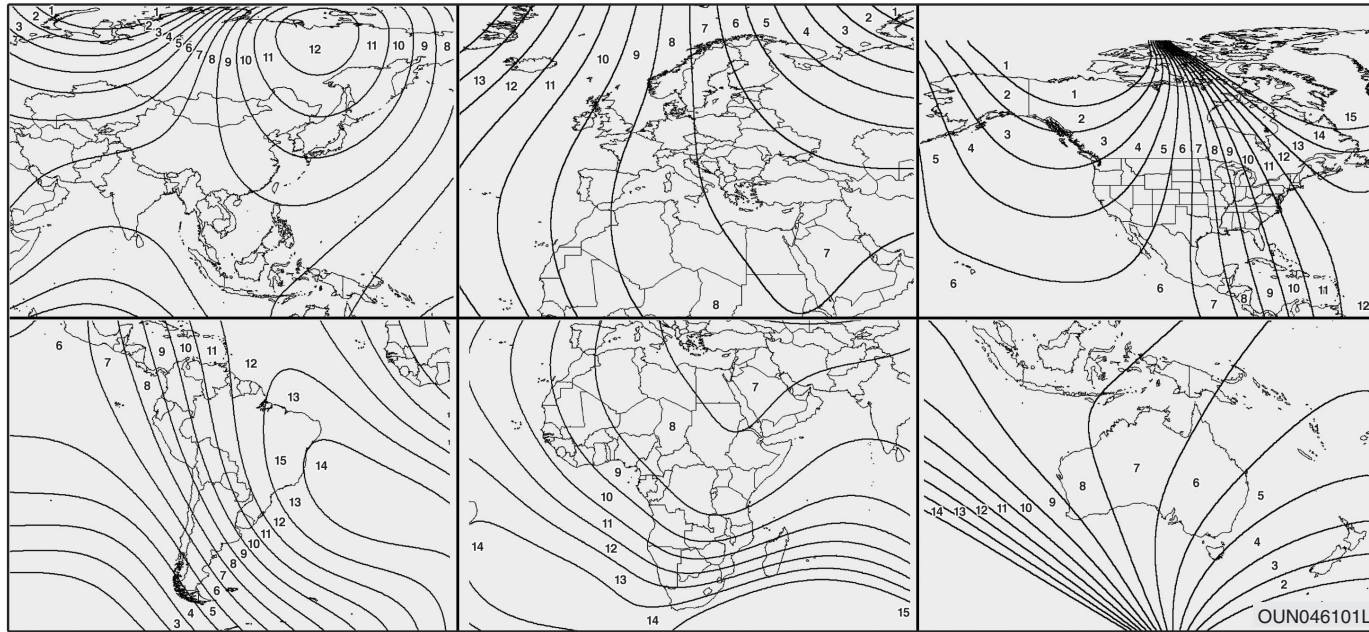 1 1
3 2 2 3 4 5 6 7 8 9 10 11 12 11 10 9 8
13 12 11 10 9 8 7 6 5 4 3 2 1
7 8
1 1 2 2 3 3 4 4 5 5 6 7 8 9 10 11 12 13 14 15
6 6 7 8 9 10 11 12
6 7 8 9 10 11 12 13
15 14 13 12 11 10 9 8 7 6 5 4 3
7 8 9 10 11 12 13 14 14 15
14 13 12 11 10 9 8 7 6 5 4 3 2
OUN046101L